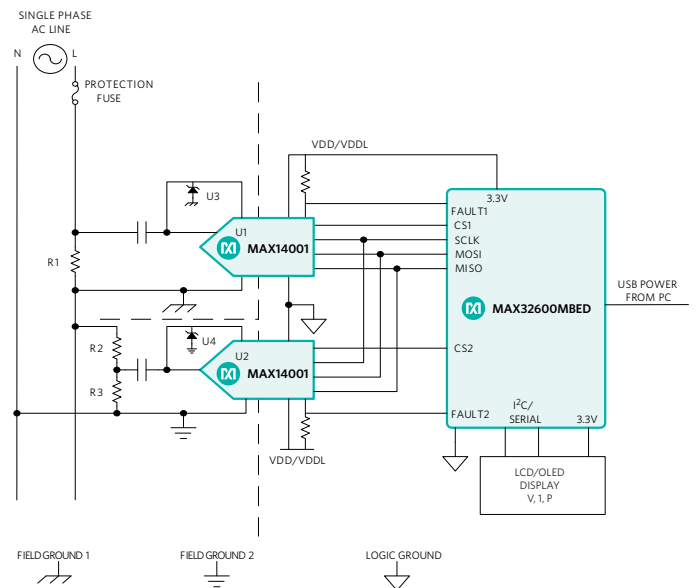 SINGLE PHASE
AC LINE
N
L
PROTECTION
FUSE
VDD/VDDL
U3
3.3V
FAULT1
U1
MAX14001
CS1
SCLK
MOSI
MISO
R1
USB POWER
FROM PC
MAX32600MBED
R2
U4
U2
MAX14001
CS2
R3
I²C/
SERIAL
3.3V
FAULT2
VDD/VDDL
LCD/OLED
DISPLAY
V, 1, P
FIELD GROUND 1
FIELD GROUND 2
LOGIC GROUND